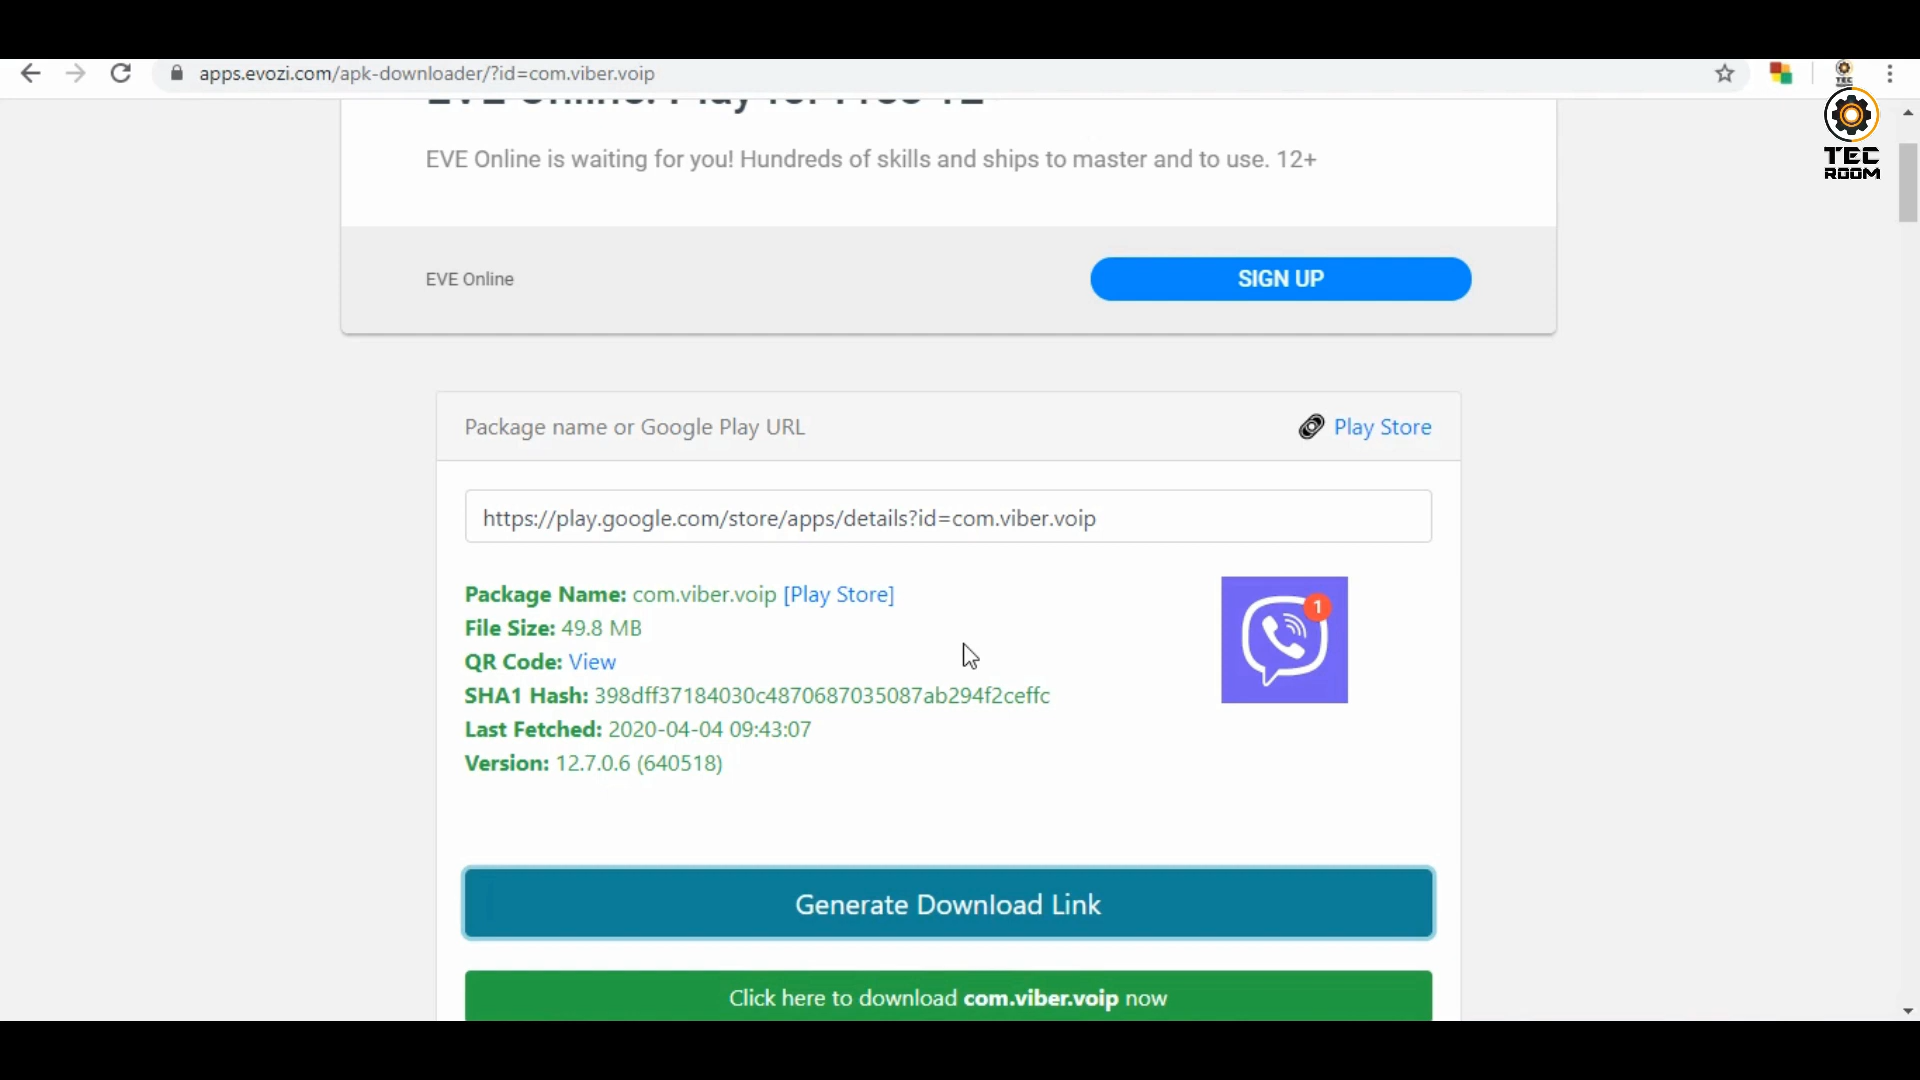 apps.evozi.com/apk-downloader/?id=com.viber.voip
TEC
ROOM
EVE Online is waiting for you! Hundreds of skills and ships to master and to use. 12+
EVE Online
SIGN UP
Package name or Google Play URL
Play Store
https://play.google.com/store/apps/details?id=com.viber.voip
Package Name: com.viber.voip [Play Store]
1
File Size: 49.8 MB
QR Code: View
SHA1 Hash: 398dff37184030c4870687035087ab294f2ceffc
Last Fetched: 2020-04-04 09:43:07
Version: 12.7.0.6 (640518)
Generate Download Link
Click here to download com.viber.voip now